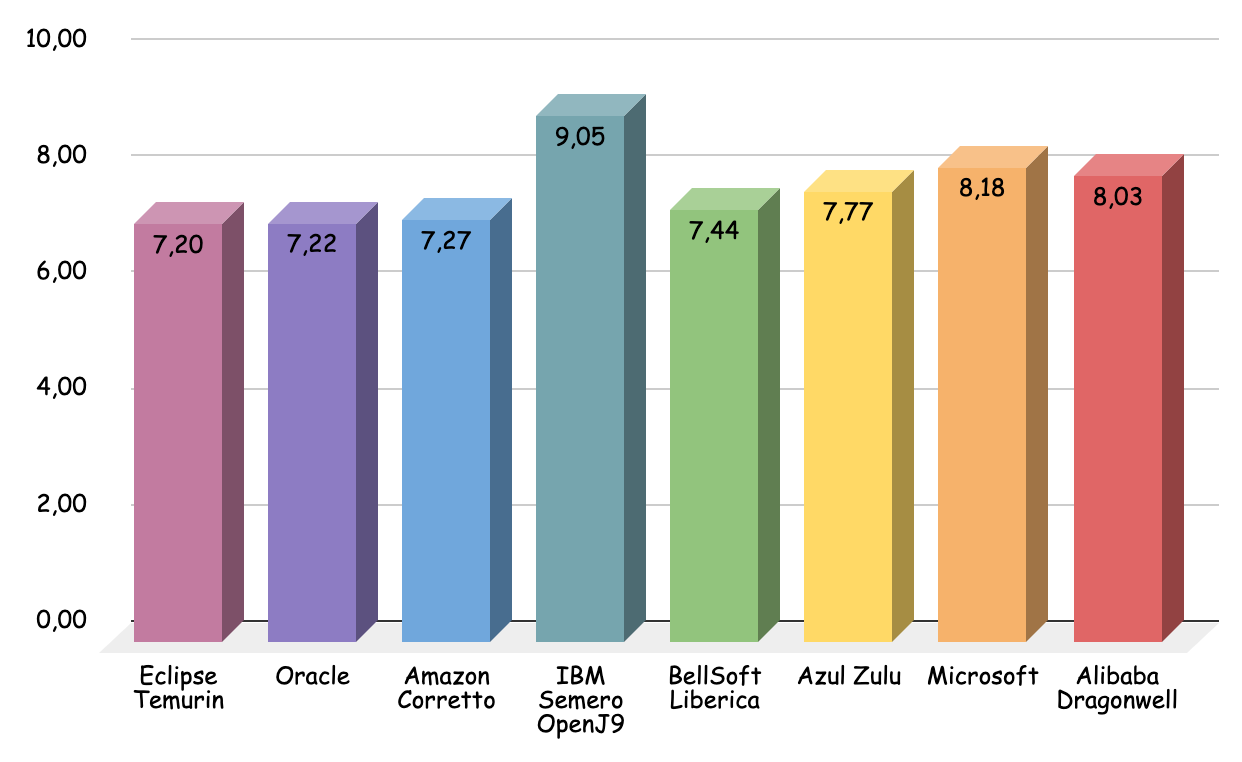 10,00
8,00
6,00
4,00
2,00
0,00
7,20
7,22
7,27
9,05
7,44
7,77
8,18
8,03
Eclipse
Temurin
Oracle
Amazon
Corretto
IBM
Semero
OpenJ9
BellSoft
Liberica
Azul Zulu
Microsoft
Alibaba
Dragonwell